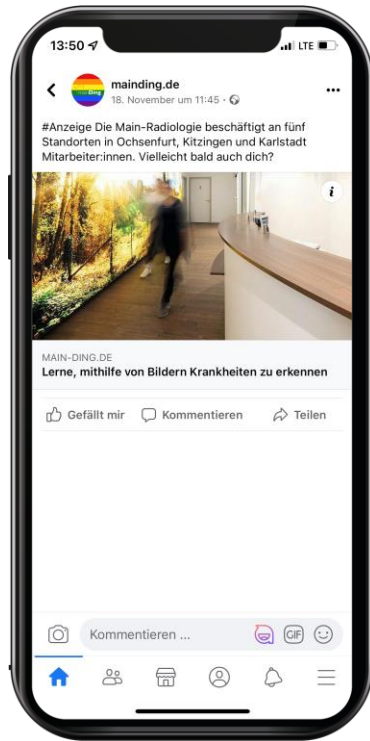 13:50
LTE
mainding.de
18. November um 11:45 ·
#Anzeige Die Main-Radiologie beschäftigt an fünf
Standorten in Ochsenfurt, Kitzingen und Karlstadt
Mitarbeiter:innen. Vielleicht bald auch dich?
i
MAIN-DING.DE
Lerne, mithilfe von Bildern Krankheiten zu erkennen
Gefällt mir
Kommentieren
Teilen
Kommentieren ...
GIF